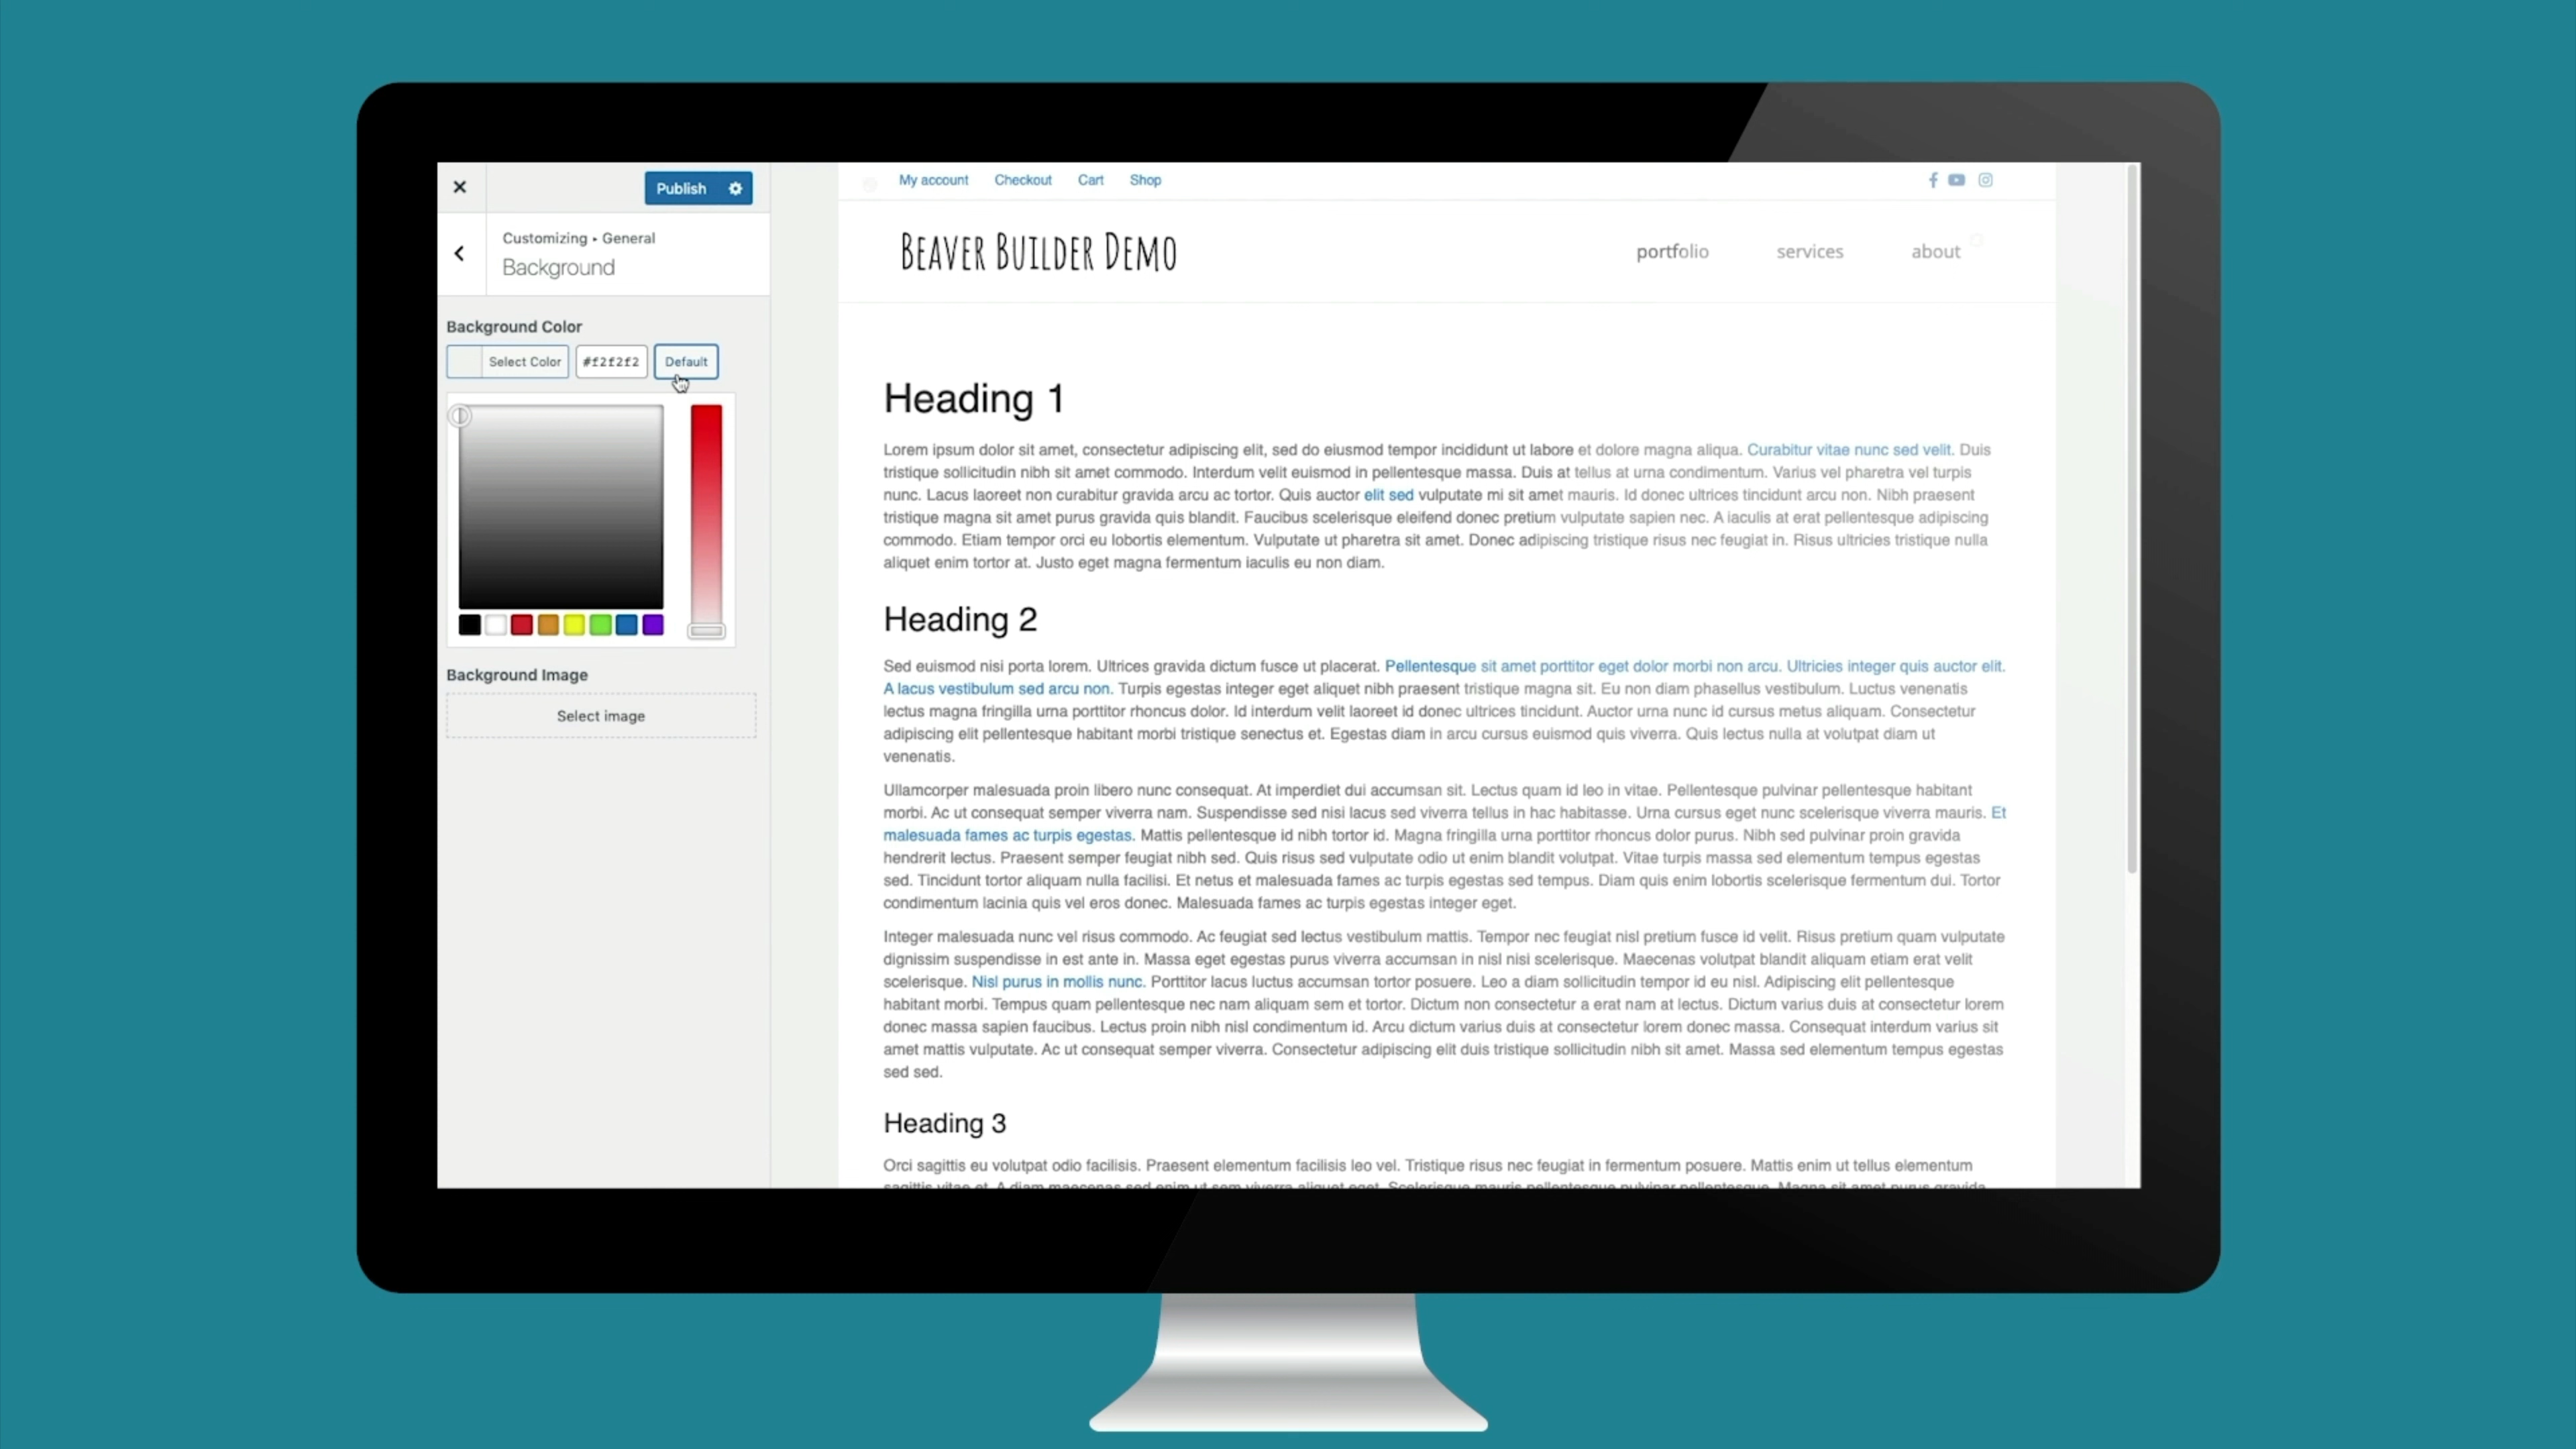 Publish
Customizing ▸ General
Background
Background Color
Select Color #f2f2f2 Default
Background Image
Select image
My account Checkout Cart Shop
BEAVER BUILDER DEMO
portfolio services about
Heading 1
Lorem ipsum dolor sit amet, consectetur adipiscing elit, sed do eiusmod tempor incididunt ut labore et dolore magna aliqua. Curabitur vitae nunc sed velit. Duis
tristique sollicitudin nibh sit amet commodo. Interdum velit euismod in pellentesque massa. Duis at tellus at urna condimentum. Varius vel pharetra vel turpis
nunc. Lacus laoreet non curabitur gravida arcu ac tortor. Quis auctor elit sed vulputate mi sit amet mauris. Id donec ultrices tincidunt arcu non. Nibh praesent
tristique magna sit amet purus gravida quis blandit. Faucibus scelerisque eleifend donec pretium vulputate sapien nec. A iaculis at erat pellentesque adipiscing
commodo. Etiam tempor orci eu lobortis elementum. Vulputate ut pharetra sit amet. Donec adipiscing tristique risus nec feugiat in. Risus ultricies tristique nulla
aliquet enim tortor at. Justo eget magna fermentum iaculis eu non diam.
Heading 2
Sed euismod nisi porta lorem. Ultrices gravida dictum fusce ut placerat. Pellentesque sit amet porttitor eget dolor morbi non arcu. Ultricies integer quis auctor elit.
A lacus vestibulum sed arcu non. Turpis egestas integer eget aliquet nibh praesent tristique magna sit. Eu non diam phasellus vestibulum. Luctus venenatis
lectus magna fringilla urna porttitor rhoncus dolor. Id interdum velit laoreet id donec ultrices tincidunt. Auctor urna nunc id cursus metus aliquam. Consectetur
adipiscing elit pellentesque habitant morbi tristique senectus et. Egestas diam in arcu cursus euismod quis viverra. Quis lectus nulla at volutpat diam ut
venenatis.
Ullamcorper malesuada proin libero nunc consequat. At imperdiet dui accumsan sit. Lectus quam id leo in vitae. Pellentesque pulvinar pellentesque habitant
morbi. Ac ut consequat semper viverra nam. Suspendisse sed nisi lacus sed viverra tellus in hac habitasse. Urna cursus eget nunc scelerisque viverra mauris. Et
malesuada fames ac turpis egestas. Mattis pellentesque id nibh tortor id. Magna fringilla urna porttitor rhoncus dolor purus. Nibh sed pulvinar proin gravida
hendrerit lectus. Praesent semper feugiat nibh sed. Quis risus sed vulputate odio ut enim blandit volutpat. Vitae turpis massa sed elementum tempus egestas
sed. Tincidunt tortor aliquam nulla facilisi. Et netus et malesuada fames ac turpis egestas sed tempus. Diam quis enim lobortis scelerisque fermentum dui. Tortor
condimentum lacinia quis vel eros donec. Malesuada fames ac turpis egestas integer eget.
Integer malesuada nunc vel risus commodo. Ac feugiat sed lectus vestibulum mattis. Tempor nec feugiat nisl pretium fusce id velit. Risus pretium quam vulputate
dignissim suspendisse in est ante in. Massa eget egestas purus viverra accumsan in nisl nisi scelerisque. Maecenas volutpat blandit aliquam etiam erat velit
scelerisque. Nisl purus in mollis nunc. Porttitor lacus luctus accumsan tortor posuere. Leo a diam sollicitudin tempor id eu nisl. Adipiscing elit pellentesque
habitant morbi. Tempus quam pellentesque nec nam aliquam sem et tortor. Dictum non consectetur a erat nam at lectus. Dictum varius duis at consectetur lorem
donec massa sapien faucibus. Lectus proin nibh nisl condimentum id. Arcu dictum varius duis at consectetur lorem donec massa. Consequat interdum varius sit
amet mattis vulputate. Ac ut consequat semper viverra. Consectetur adipiscing elit duis tristique sollicitudin nibh sit amet. Massa sed elementum tempus egestas
sed sed.
Heading 3
Orci sagittis eu volutpat odio facilisis. Praesent elementum facilisis leo vel. Tristique risus nec feugiat in fermentum posuere. Mattis enim ut tellus elementum
sagittis vitae et. A diam maecenas sed enim ut sem viverra aliquet eget. Scelerisque mauris pellentesque pulvinar pellentesque. Magna sit amet purus gravida